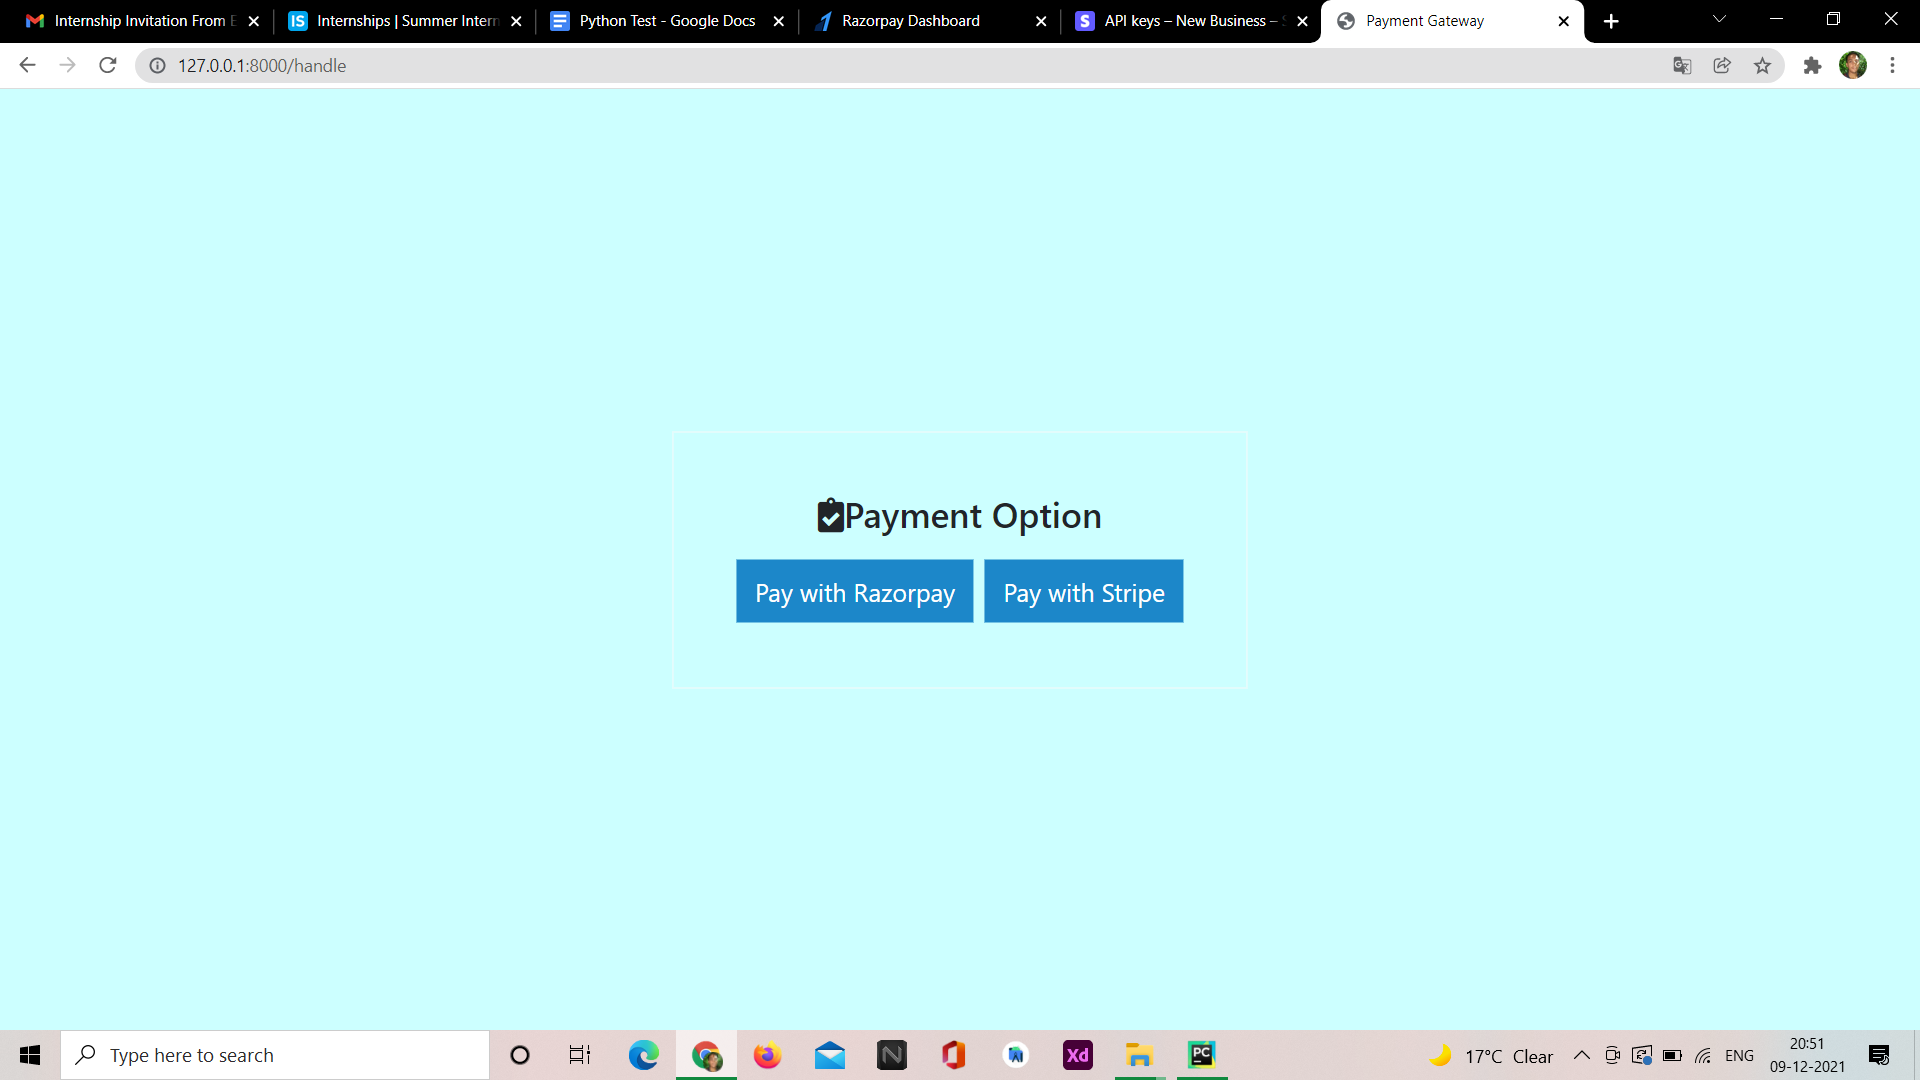 Internship Invitation From E
Internships | Summer Intern
Python Test - Google Docs
Razorpay Dashboard
API keys – New Business – S
Payment Gateway
127.0.0.1:8000/handle
Payment Option
Pay with Razorpay
Pay with Stripe
Type here to search
17°C Clear
ENG
20:51
09-12-2021